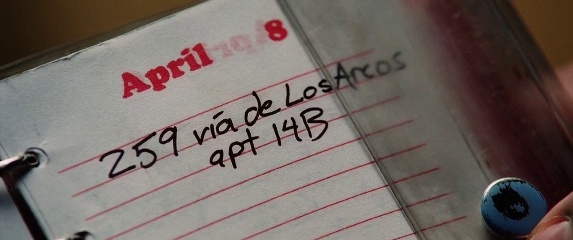 April 8
259 vía de Los Arcos
apt 14B